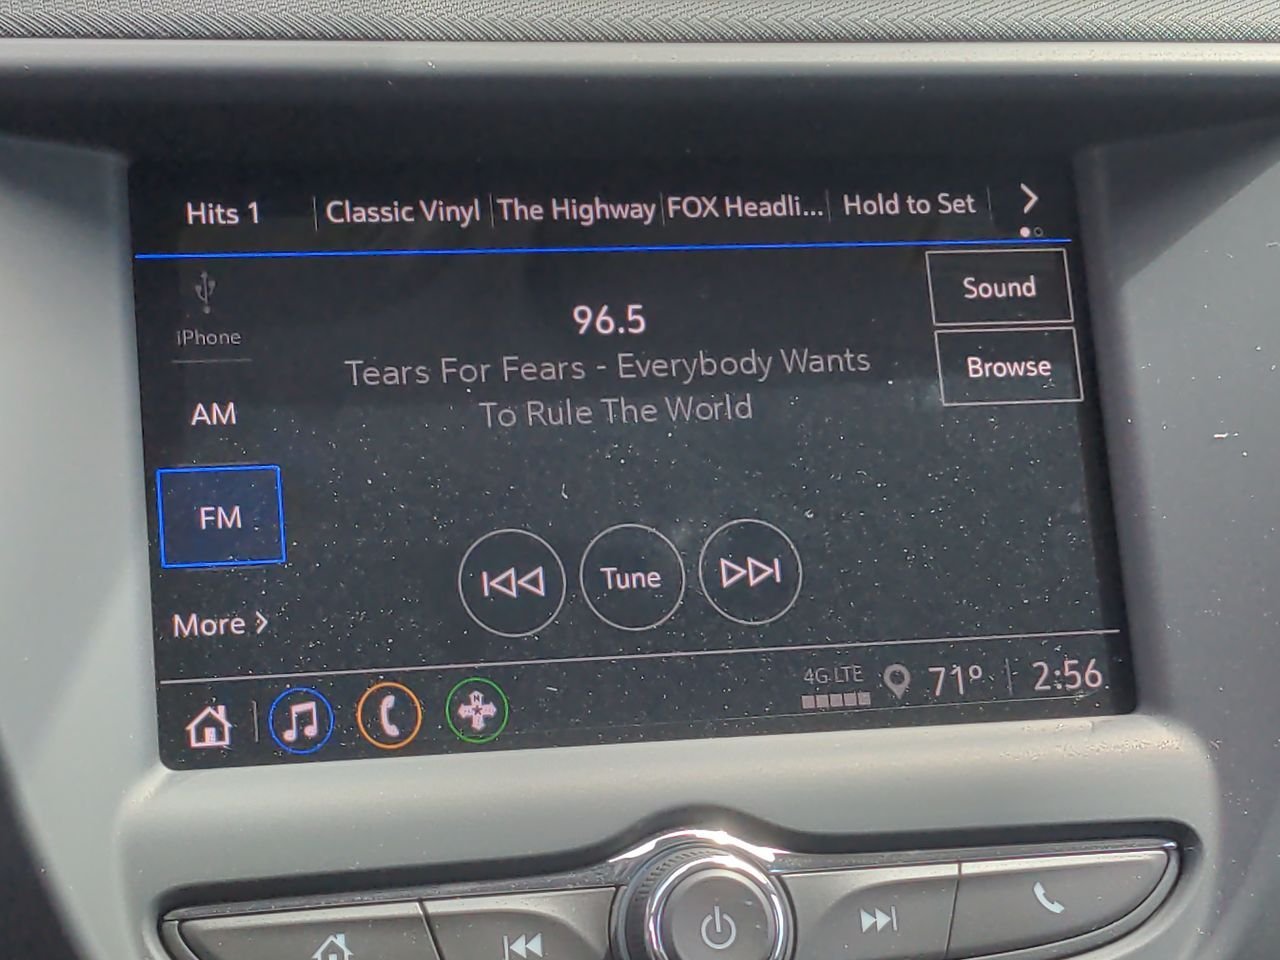 Hits 1
Classic Vinyl
The Highway
FOX Headli...
Hold to Set
iPhone
AM
FM
More
96.5
Tears For Fears - Everybody Wants
To Rule The World
Sound
Browse
Tune
N
4G LTE
71°
2:56